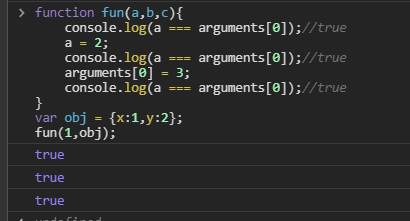 > function fun(a,b,c){
console.log(a === arguments[0]);//true
a = 2;
console.log(a === arguments[0]);//true
arguments[0] = 3;
console.log(a === arguments[0]);//true
}
var obj = {x:1,y:2};
fun(1,obj);
true
true
true
undefined